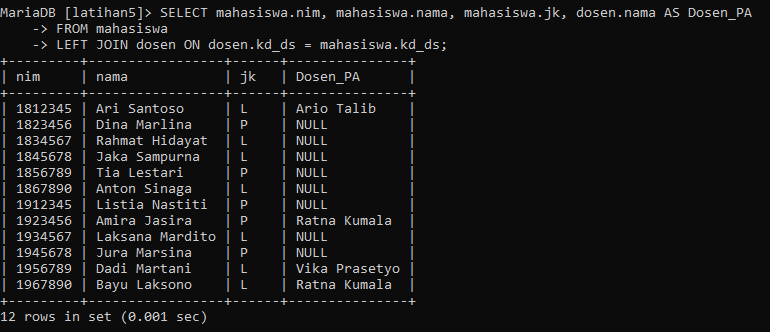 MariaDB [latihan5]> SELECT mahasiswa.nim, mahasiswa.nama, mahasiswa.jk, dosen.nama AS Dosen_PA
    -> FROM mahasiswa
    -> LEFT JOIN dosen ON dosen.kd_ds = mahasiswa.kd_ds;
+---------+-----------------+------+---------------+
| nim     | nama            | jk   | Dosen_PA      |
+---------+-----------------+------+---------------+
| 1812345 | Ari Santoso     | L    | Ario Talib    |
| 1823456 | Dina Marlina    | P    | NULL          |
| 1834567 | Rahmat Hidayat  | L    | NULL          |
| 1845678 | Jaka Sampurna   | L    | NULL          |
| 1856789 | Tia Lestari     | P    | NULL          |
| 1867890 | Anton Sinaga    | L    | NULL          |
| 1912345 | Listia Nastiti  | P    | NULL          |
| 1923456 | Amira Jasira    | P    | Ratna Kumala  |
| 1934567 | Laksana Mardito | L    | NULL          |
| 1945678 | Jura Marsina    | P    | NULL          |
| 1956789 | Dadi Martani    | L    | Vika Prasetyo |
| 1967890 | Bayu Laksono    | L    | Ratna Kumala  |
+---------+-----------------+------+---------------+
12 rows in set (0.001 sec)